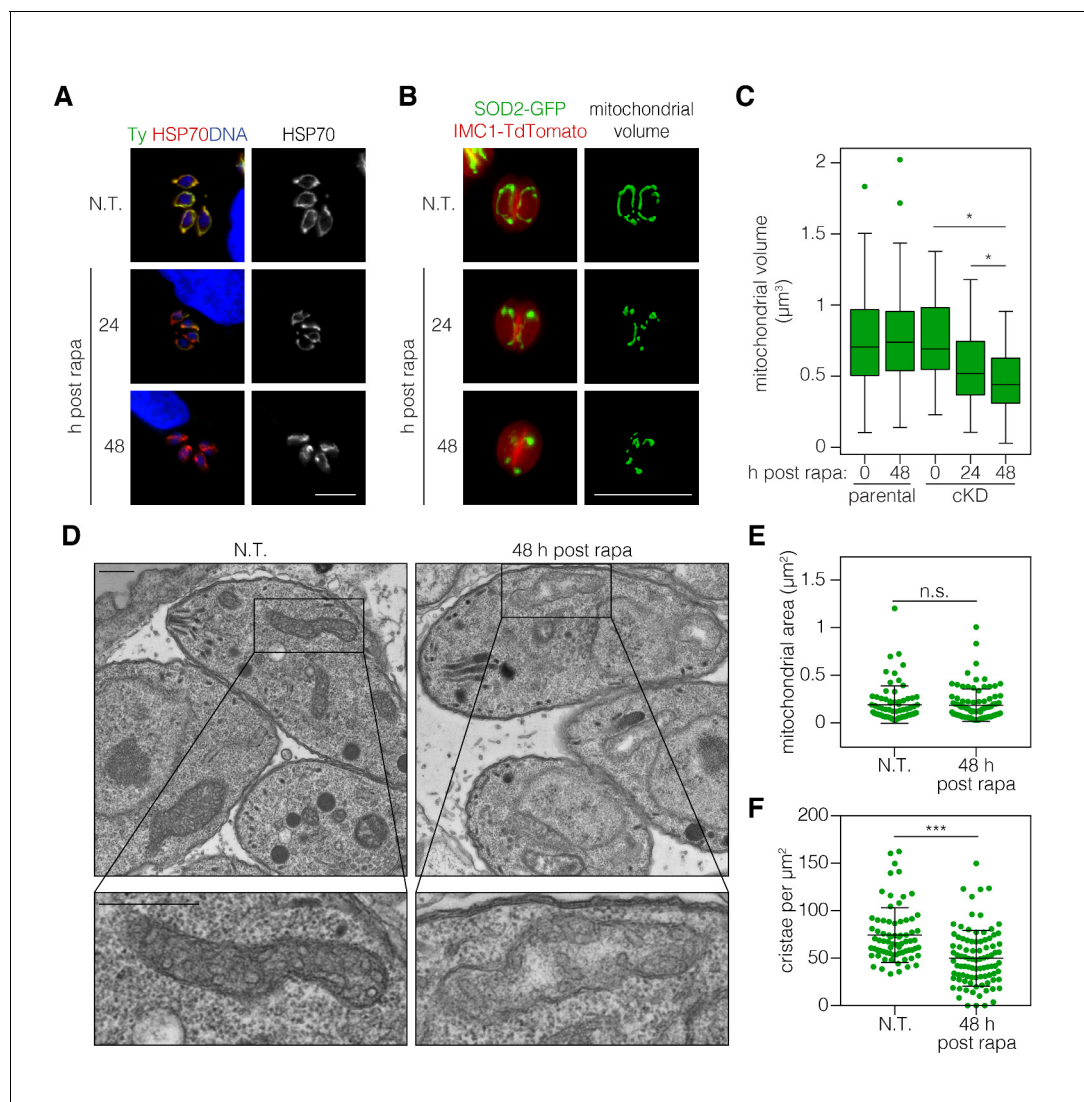 A
Ty HSP70DNA
HSP70
N.T.
24
48
h post rapa
B
SOD2-GFP
IMC1-TdTomato
mitochondrial
volume
N.T.
24
48
h post rapa
C
mitochondrial volume
(µm³)
2
1.5
1
0.5
0
*
*
h post rapa: 0 48 0 24 48
parental cKD
D
N.T.
48 h post rapa
E
mitochondrial area (µm²)
1.5
1
0.5
0
n.s.
N.T.
48 h
post rapa
F
cristae per µm²
200
150
100
50
0
***
N.T.
48 h
post rapa